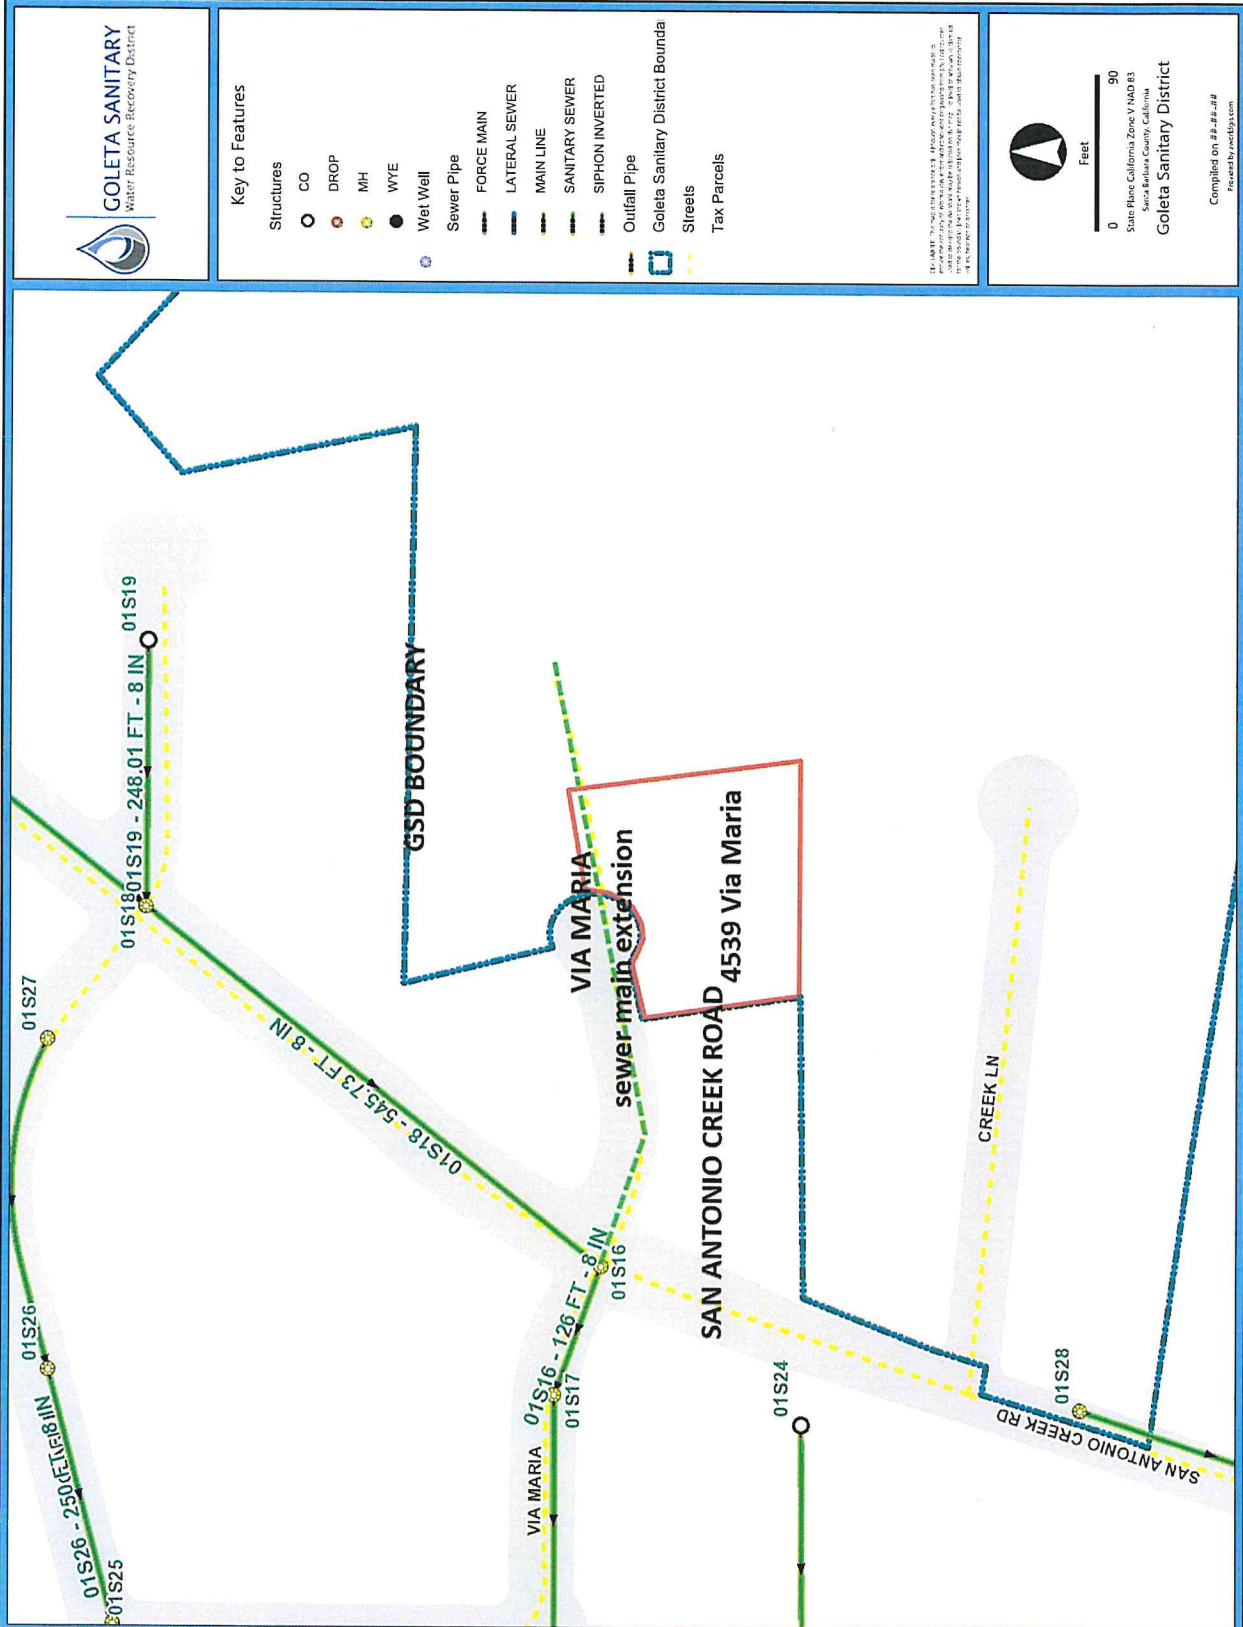 GOLETA SANITARY
Water Resource Recovery District
Key to Features
Structures
CO
DROP
MH
WYE
Wet Well
Sewer Pipe
FORCE MAIN
LATERAL SEWER
MAIN LINE
SANITARY SEWER
SIPHON INVERTED
Outfall Pipe
Goleta Sanitary District Bounda
Streets
Tax Parcels
Feet
0 90
State Plane California Zone V NAD 83
Santa Barbara County, California
Goleta Sanitary District
Compiled on ##-##-##
01S19
01S19 - 248.01 FT - 8 IN
01S18
01S27
01S18 - 545.73 FT - 8 IN
GSD BOUNDARY
01S26
01S25
VIA MARIA
sewer main extension
4539 Via Maria
SAN ANTONIO CREEK ROAD
01S16 - 126 FT - 8 IN
01S16
01S17
VIA MARIA
01S24
CREEK LN
01S28
SAN ANTONIO CREEK RD